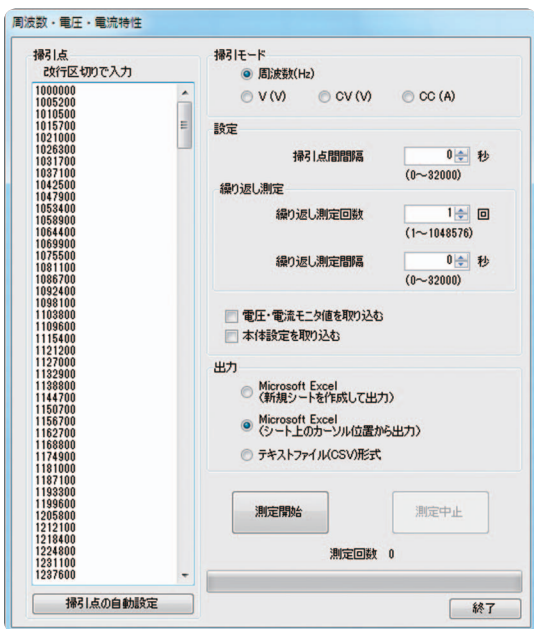 周波数・電圧・電流特性
掃引点
改行区切りで入力
1000000
1005200
1010500
1015700
1021000
1026300
1031700
1037100
1042500
1047900
1053400
1058900
1064400
1069900
1075500
1081100
1086700
1092400
1098100
1103800
1109600
1115400
1121200
1127000
1132900
1138800
1144700
1150700
1156700
1162700
1168800
1174900
1181000
1187100
1193300
1199600
1205800
1212100
1218400
1224800
1231100
1237600
掃引点の自動設定
掃引モード
周波数(Hz)
V (V) CV (V) CC (A)
設定
掃引点間間隔 0 秒
(0～32000)
繰り返し測定
繰り返し測定回数 1 回
(1～1048576)
繰り返し測定間隔 0 秒
(0～32000)
電圧・電流モニタ値を取り込む
本体設定を取り込む
出力
Microsoft Excel
(新規シートを作成して出力)
Microsoft Excel
(シート上のカーソル位置から出力)
テキストファイル(CSV)形式
測定開始 測定中止
測定回数 0
終了